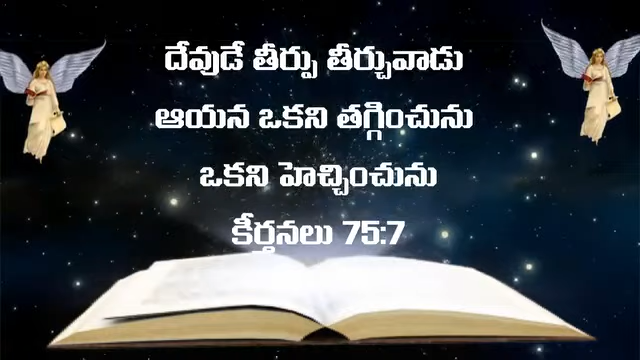 దేవుడే తీర్పు తీర్చువాడు
ఆయన ఒకని తగ్గించును
ఒకని హెచ్చించును
కీర్తనలు 75:7